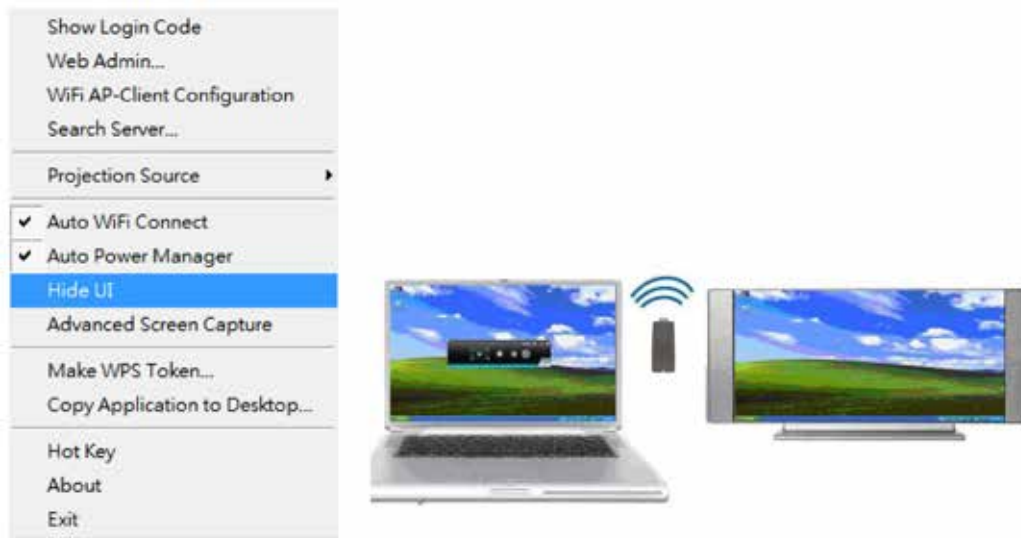 Show Login Code
Web Admin...
WiFi AP-Client Configuration
Search Server...
Projection Source
Auto WiFi Connect
Auto Power Manager
Hide UI
Advanced Screen Capture
Make WPS Token...
Copy Application to Desktop...
Hot Key
About
Exit